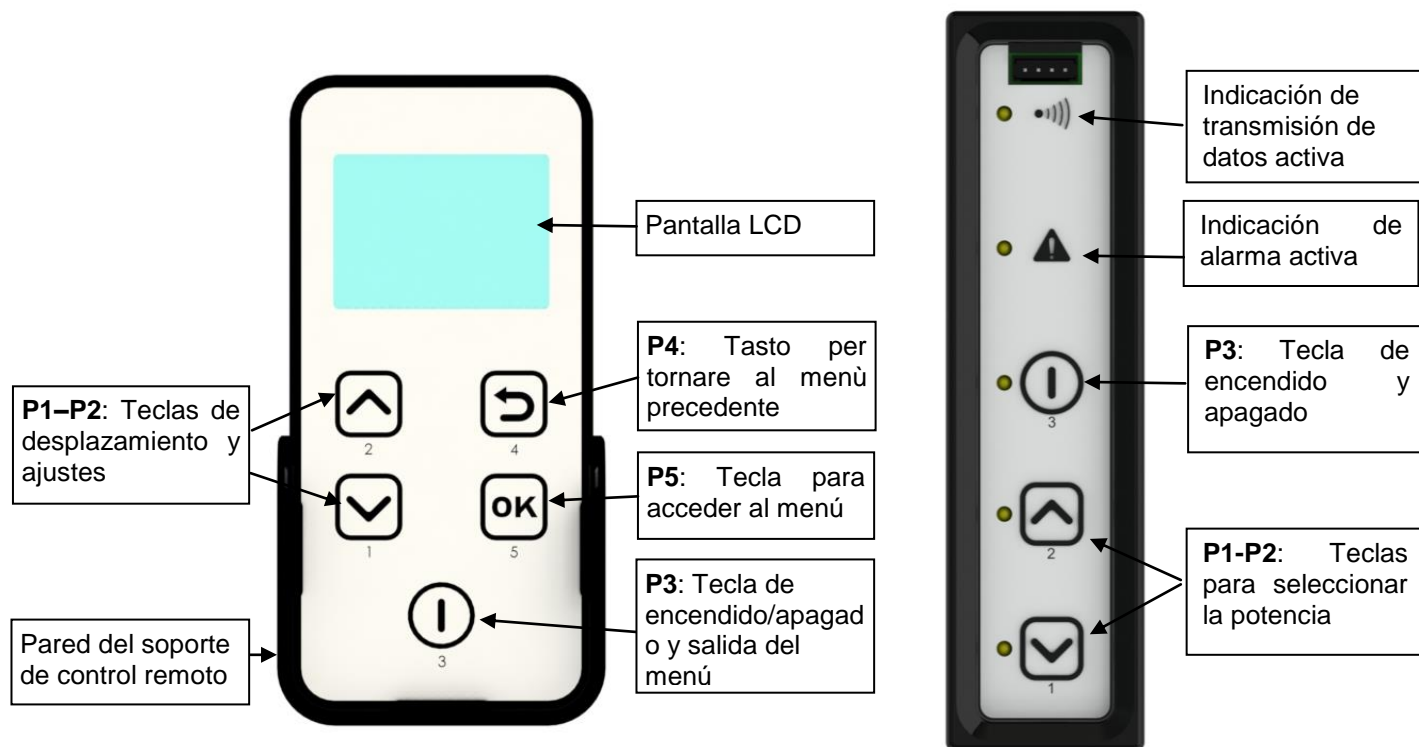 Pantalla LCD
P4: Tasto per
tornare al menù
precedente
P1–P2: Teclas de
desplazamiento y
ajustes
2
4
P5: Tecla para
acceder al menú
OK
1
5
P3: Tecla de
encendido/apagad
o y salida del
menú
3
Pared del soporte
de control remoto
Indicación de
transmisión de
datos activa
Indicación de
alarma activa
P3: Tecla de
encendido y
apagado
3
2
P1-P2: Teclas
para seleccionar
la potencia
1